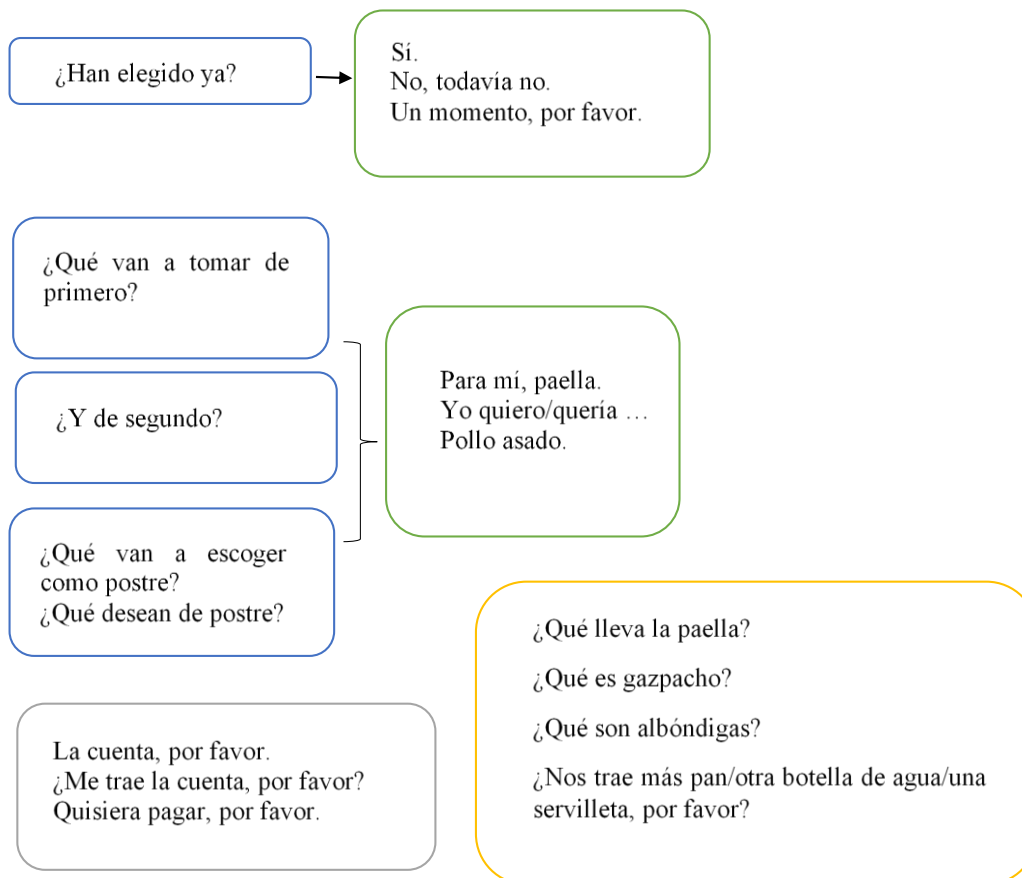 ¿Han elegido ya?
Sí.
No, todavía no.
Un momento, por favor.
¿Qué van a tomar de
primero?
¿Y de segundo?
¿Qué van a escoger
como postre?
¿Qué desean de postre?
Para mí, paella.
Yo quiero/quería …
Pollo asado.
¿Qué lleva la paella?
¿Qué es gazpacho?
¿Qué son albóndigas?
¿Nos trae más pan/otra botella de agua/una
servilleta, por favor?
La cuenta, por favor.
¿Me trae la cuenta, por favor?
Quisiera pagar, por favor.